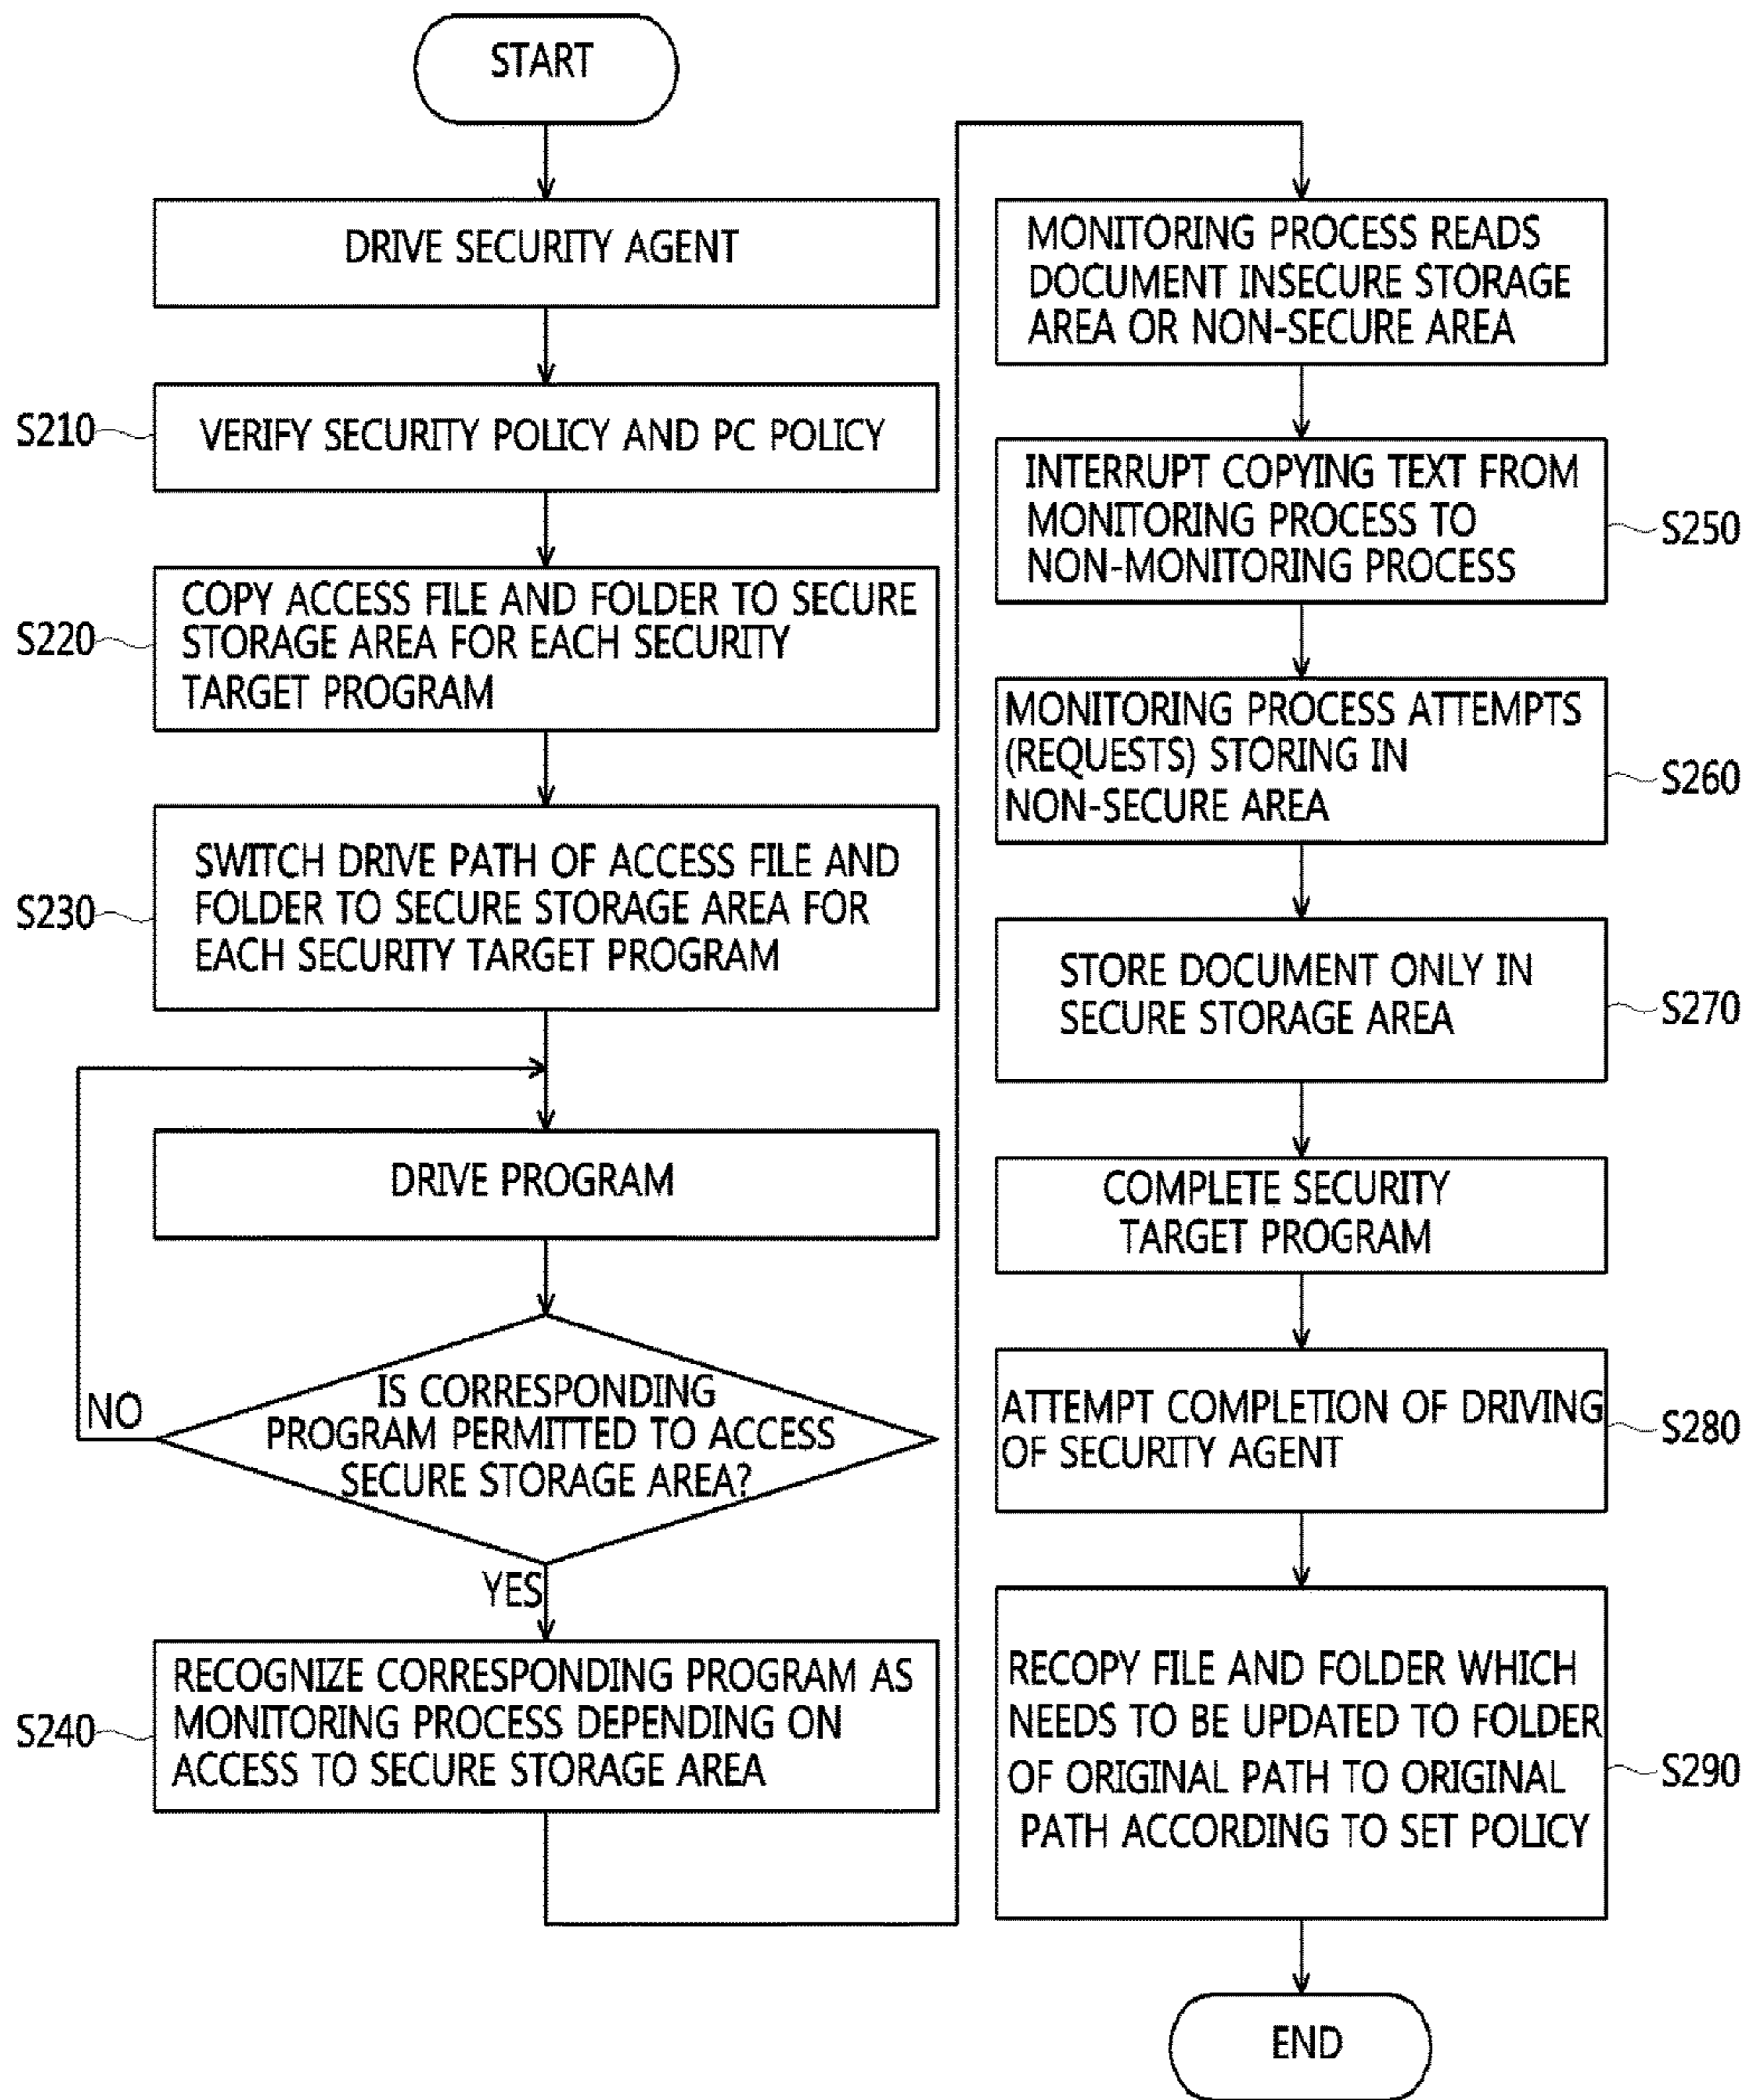 START
DRIVE SECURITY AGENT
S210
VERIFY SECURITY POLICY AND PC POLICY
S220
COPY ACCESS FILE AND FOLDER TO SECURE
STORAGE AREA FOR EACH SECURITY
TARGET PROGRAM
S230
SWITCH DRIVE PATH OF ACCESS FILE AND
FOLDER TO SECURE STORAGE AREA FOR
EACH SECURITY TARGET PROGRAM
DRIVE PROGRAM
IS CORRESPONDING
PROGRAM PERMITTED TO ACCESS
SECURE STORAGE AREA?
NO
YES
S240
RECOGNIZE CORRESPONDING PROGRAM AS
MONITORING PROCESS DEPENDING ON
ACCESS TO SECURE STORAGE AREA
MONITORING PROCESS READS
DOCUMENT INSECURE STORAGE
AREA OR NON-SECURE AREA
INTERRUPT COPYING TEXT FROM
MONITORING PROCESS TO
NON-MONITORING PROCESS
S250
MONITORING PROCESS ATTEMPTS
(REQUESTS) STORING IN
NON-SECURE AREA
S260
STORE DOCUMENT ONLY IN
SECURE STORAGE AREA
S270
COMPLETE SECURITY
TARGET PROGRAM
ATTEMPT COMPLETION OF DRIVING
OF SECURITY AGENT
S280
RECOPY FILE AND FOLDER WHICH
NEEDS TO BE UPDATED TO FOLDER
OF ORIGINAL PATH TO ORIGINAL
PATH ACCORDING TO SET POLICY
S290
END